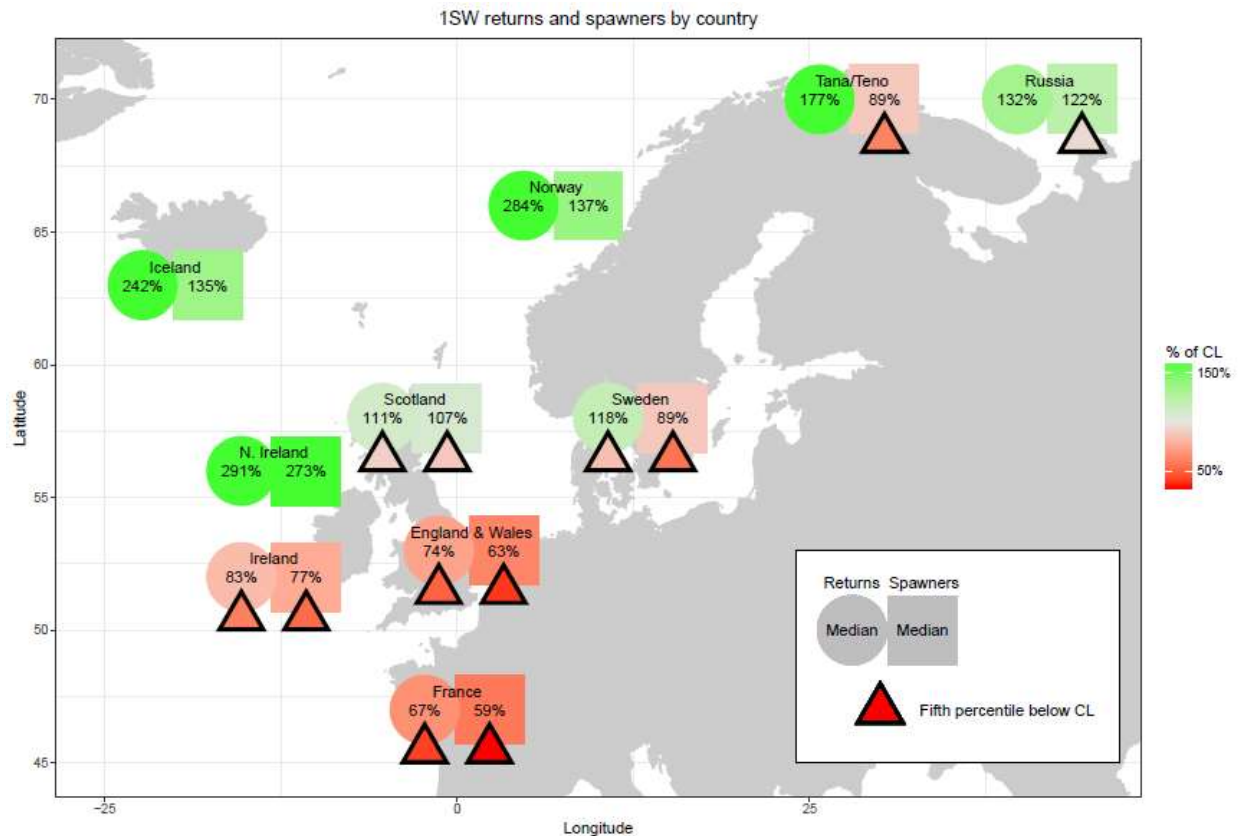 1SW returns and spawners by country
Tana/Teno
177% 89%
Russia
132% 122%
70
Norway
284% 137%
65
Iceland
242% 135%
60
Scotland
111% 107%
Sweden
118% 89%
% of CL
150%
50%
Latitude
N. Ireland
291% 273%
55
England & Wales
74% 63%
Ireland
83% 77%
50
France
67% 59%
45
Returns Spawners
Median Median
Fifth percentile below CL
−25 0 25
Longitude